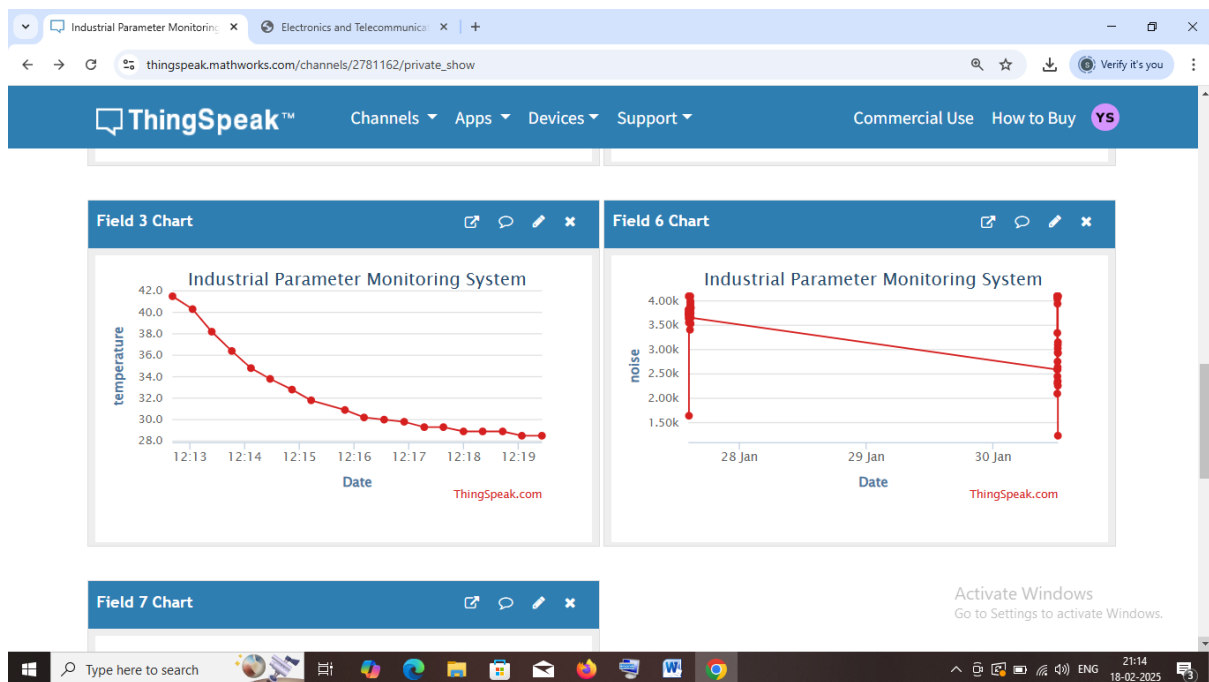 Industrial Parameter Monitoring
Electronics and Telecommunica
thingspeak.mathworks.com/channels/2781162/private_show
Verify it's you
ThingSpeak™
Channels
Apps
Devices
Support
Commercial Use
How to Buy
YS
Field 3 Chart
Industrial Parameter Monitoring System
temperature
42.0
40.0
38.0
36.0
34.0
32.0
30.0
28.0
12:13 12:14 12:15 12:16 12:17 12:18 12:19
Date
ThingSpeak.com
Field 6 Chart
Industrial Parameter Monitoring System
noise
4.00k
3.50k
3.00k
2.50k
2.00k
1.50k
28 Jan 29 Jan 30 Jan
Date
ThingSpeak.com
Field 7 Chart
Activate Windows
Go to Settings to activate Windows.
Type here to search
ENG
21:14
18-02-2025
3